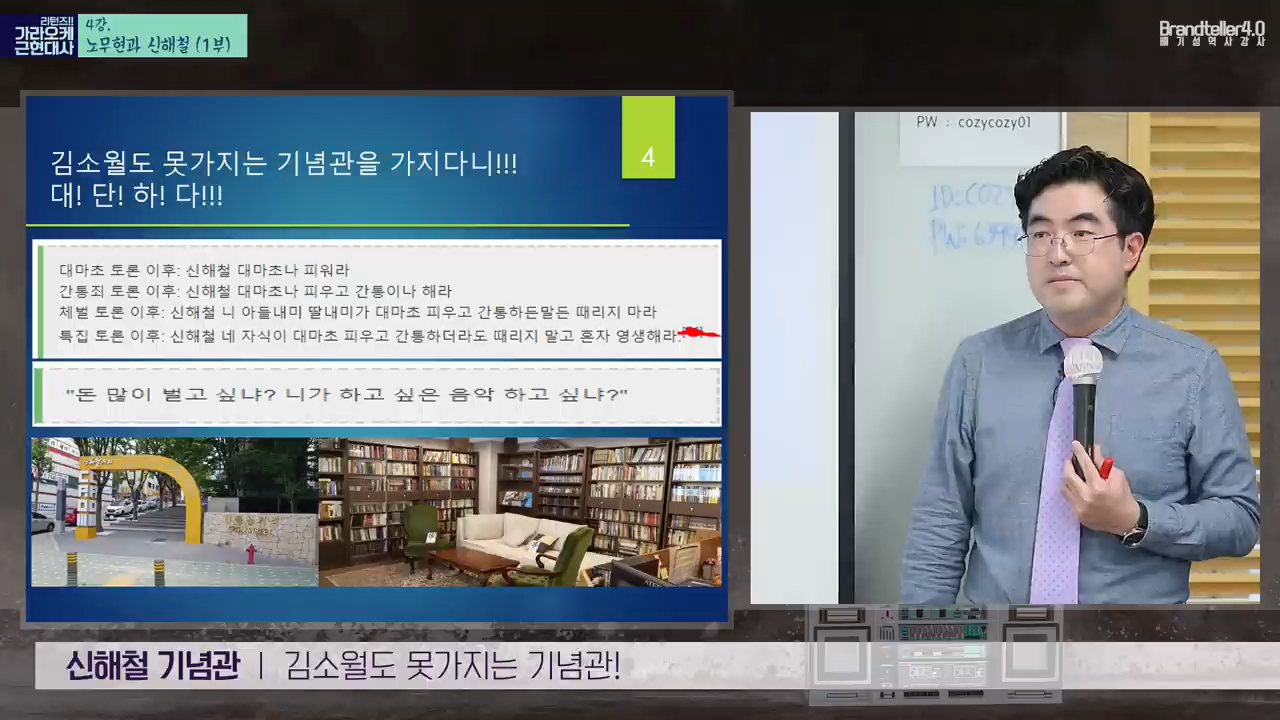 리턴즈!!
가라오케
근현대사
4강.
노무현과 신해철 (1부)
Brandteller4.0
배기성역사강사
김소월도 못가지는 기념관을 가지다니!!!
대! 단! 하! 다!!!
4
대마초 토론 이후: 신해철 대마초나 피워라
간통죄 토론 이후: 신해철 대마초나 피우고 간통이나 해라
체벌 토론 이후: 신해철 니 아들내미 딸내미가 대마초 피우고 간통하든말든 때리지 마라
특집 토론 이후: 신해철 네 자식이 대마초 피우고 간통하더라도 때리지 말고 혼자 영생해라.
"돈 많이 벌고 싶냐? 니가 하고 싶은 음악 하고 싶냐?"
PW : cozycozy01
신해철 기념관 | 김소월도 못가지는 기념관!